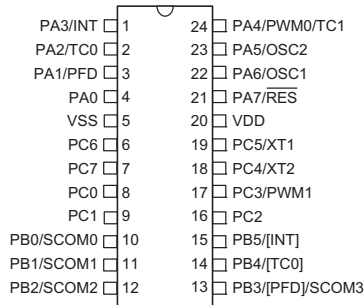 PA3/INT 1 24 PA4/PWM0/TC1
PA2/TC0 2 23 PA5/OSC2
PA1/PFD 3 22 PA6/OSC1
PA0 4 21 PA7/RES
VSS 5 20 VDD
PC6 6 19 PC5/XT1
PC7 7 18 PC4/XT2
PC0 8 17 PC3/PWM1
PC1 9 16 PC2
PB0/SCOM0 10 15 PB5/[INT]
PB1/SCOM1 11 14 PB4/[TC0]
PB2/SCOM2 12 13 PB3/[PFD]/SCOM3